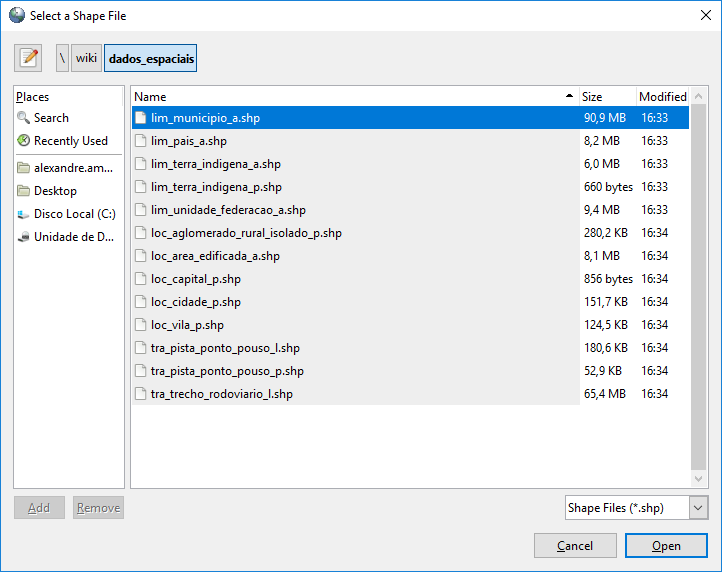 Select a Shape File
\ wiki dados_espaciais
Places
Search
Recently Used
alexandre.am...
Desktop
Disco Local (C:)
Unidade de D...
Name Size Modified
lim_municipio_a.shp 90,9 MB 16:33
lim_pais_a.shp 8,2 MB 16:33
lim_terra_indigena_a.shp 6,0 MB 16:33
lim_terra_indigena_p.shp 660 bytes 16:33
lim_unidade_federacao_a.shp 9,4 MB 16:33
loc_aglomerado_rural_isolado_p.shp 280,2 KB 16:34
loc_area_edificada_a.shp 8,1 MB 16:34
loc_capital_p.shp 856 bytes 16:34
loc_cidade_p.shp 151,7 KB 16:34
loc_vila_p.shp 124,5 KB 16:34
tra_pista_ponto_pouso_l.shp 180,6 KB 16:34
tra_pista_ponto_pouso_p.shp 52,9 KB 16:34
tra_trecho_rodoviario_l.shp 65,4 MB 16:34
Add Remove
Shape Files (*.shp)
Cancel Open